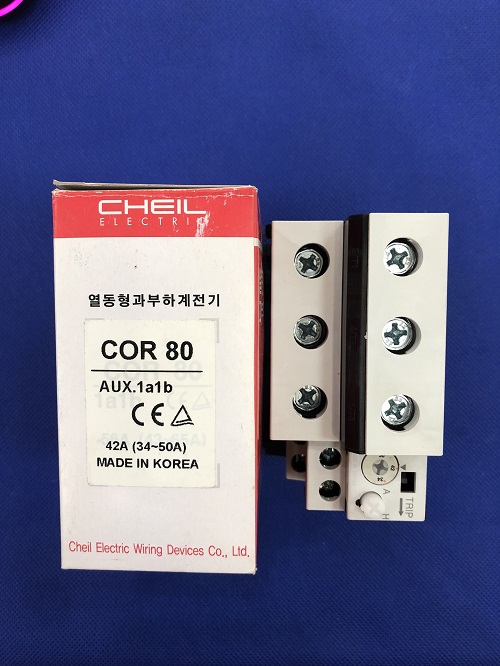 CHEIL
ELECTRIC
열동형과부하계전기
COR 80
AUX.1a1b
CE
42A (34~50A)
MADE IN KOREA
Cheil Electric Wiring Devices Co., Ltd.
TRIP
A
H